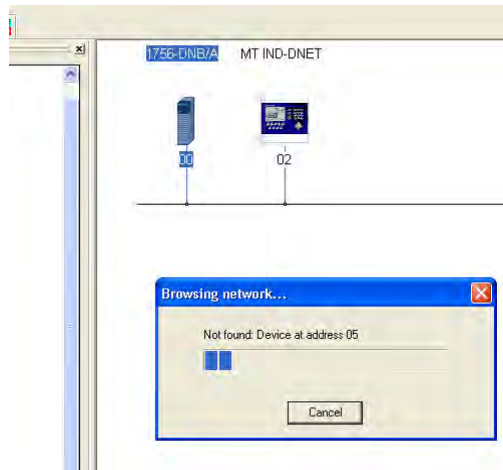 1756-DNB/A MT IND-DNET
00 02
Browsing network...
Not found: Device at address 05
Cancel